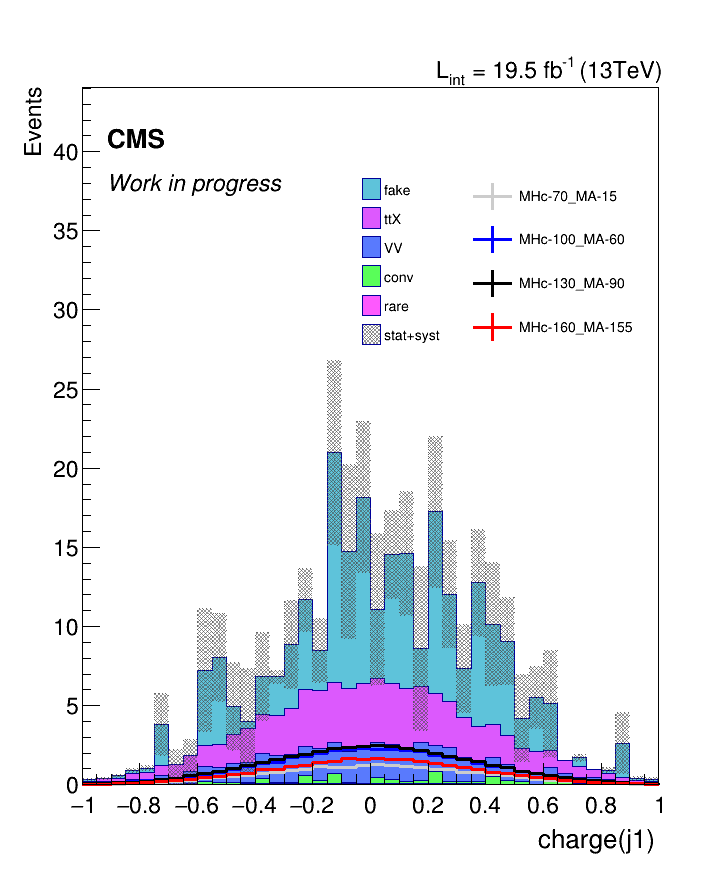 L_int = 19.5 fb^-1 (13TeV)
Events
CMS
Work in progress
fake
ttX
VV
conv
rare
stat+syst
MHc-70_MA-15
MHc-100_MA-60
MHc-130_MA-90
MHc-160_MA-155
40
35
30
25
20
15
10
5
0
−1 −0.8 −0.6 −0.4 −0.2 0 0.2 0.4 0.6 0.8 1
charge(j1)